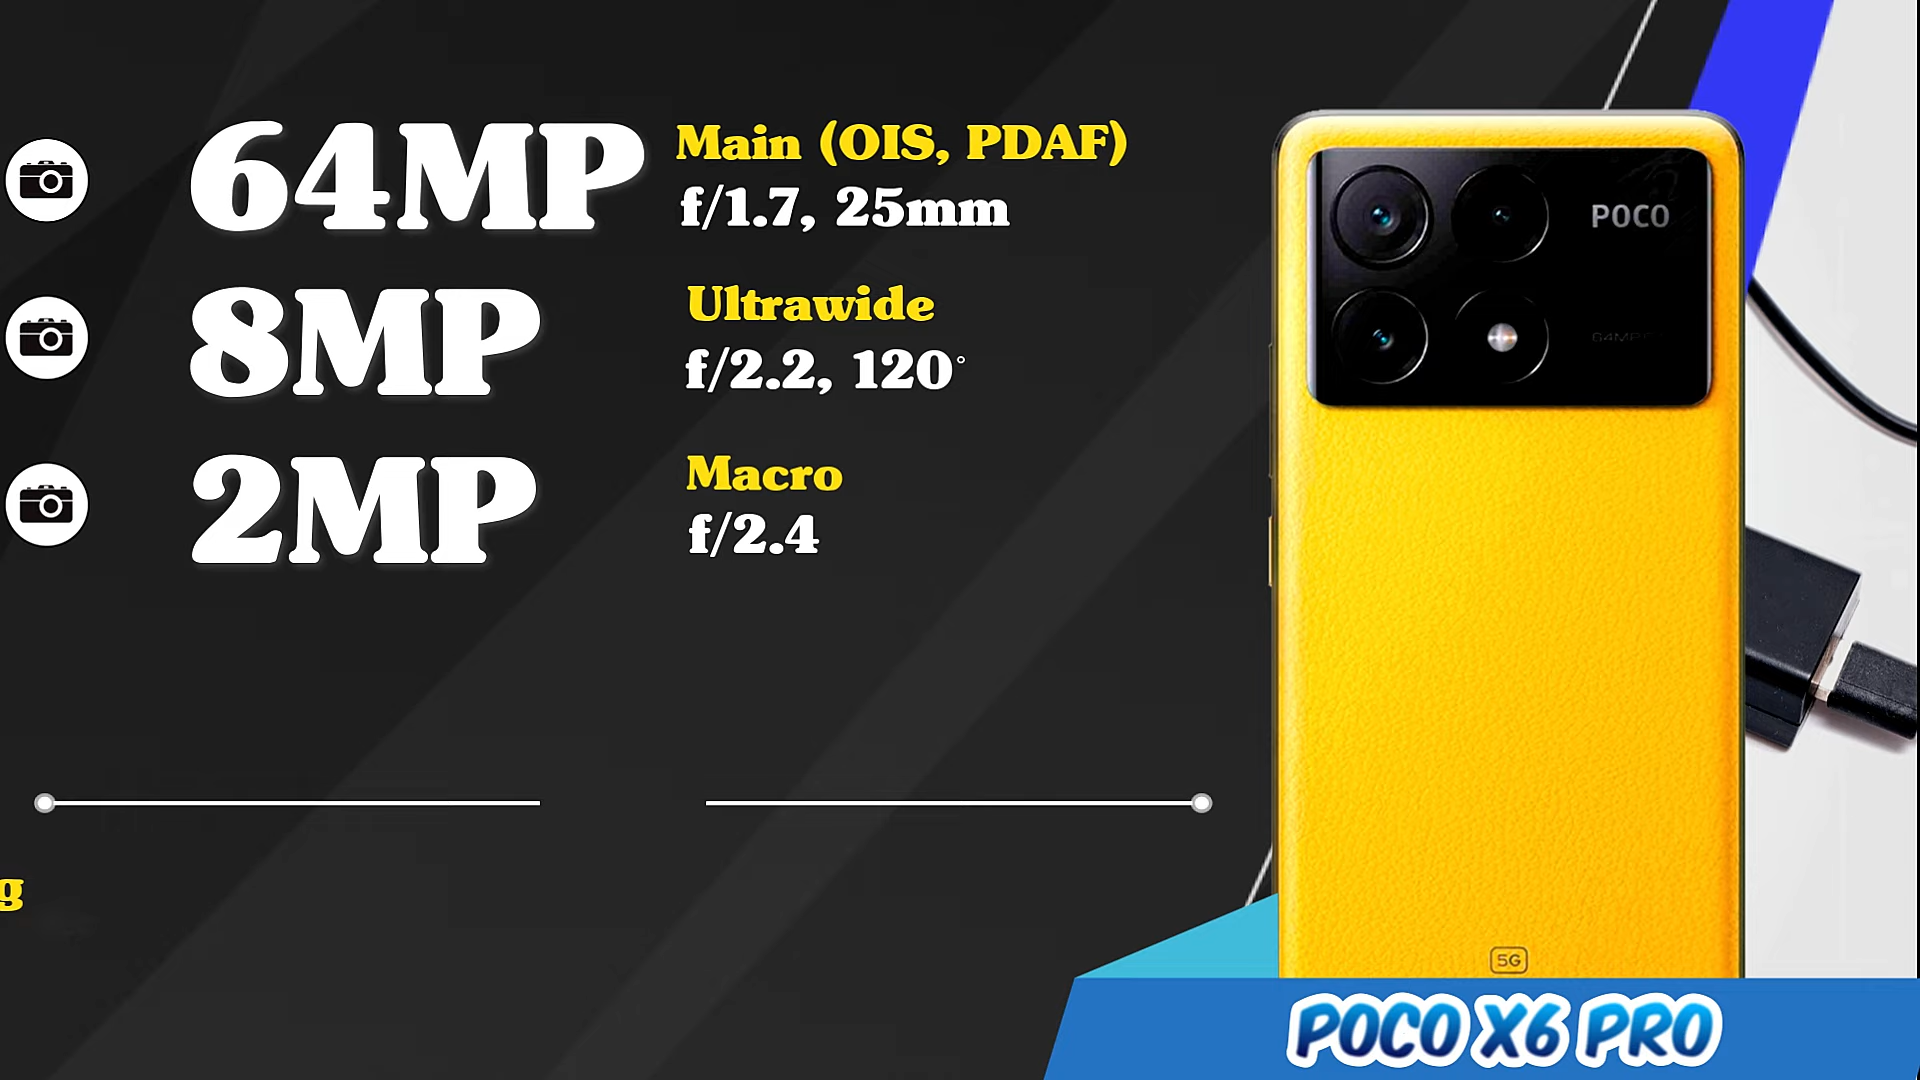 64MP
Main (OIS, PDAF)
f/1.7, 25mm
8MP
Ultrawide
f/2.2, 120°
2MP
Macro
f/2.4
POCO
64MP
g
5G
POCO X6 PRO